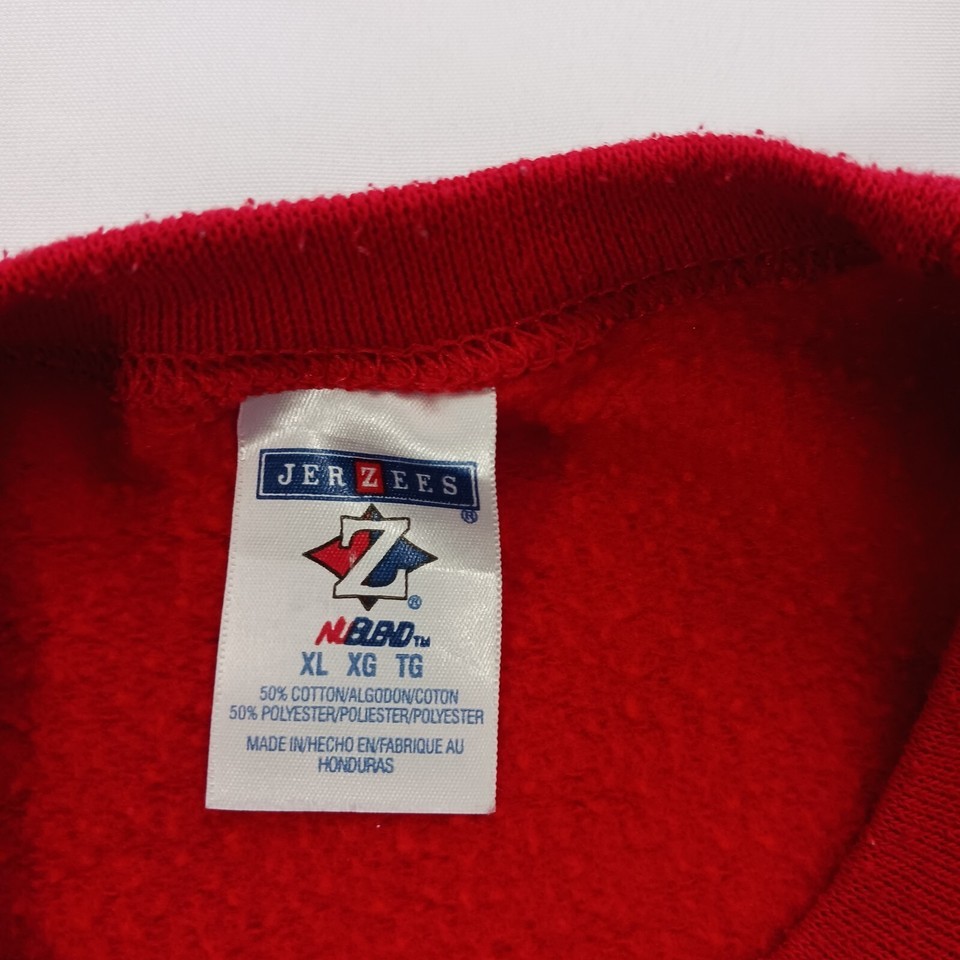 JERZEES
®
Z
®
NUBLEND™
XL XG TG
50% COTTON/ALGODON/COTON
50% POLYESTER/POLIESTER/POLYESTER
MADE IN/HECHO EN/FABRIQUE AU
HONDURAS